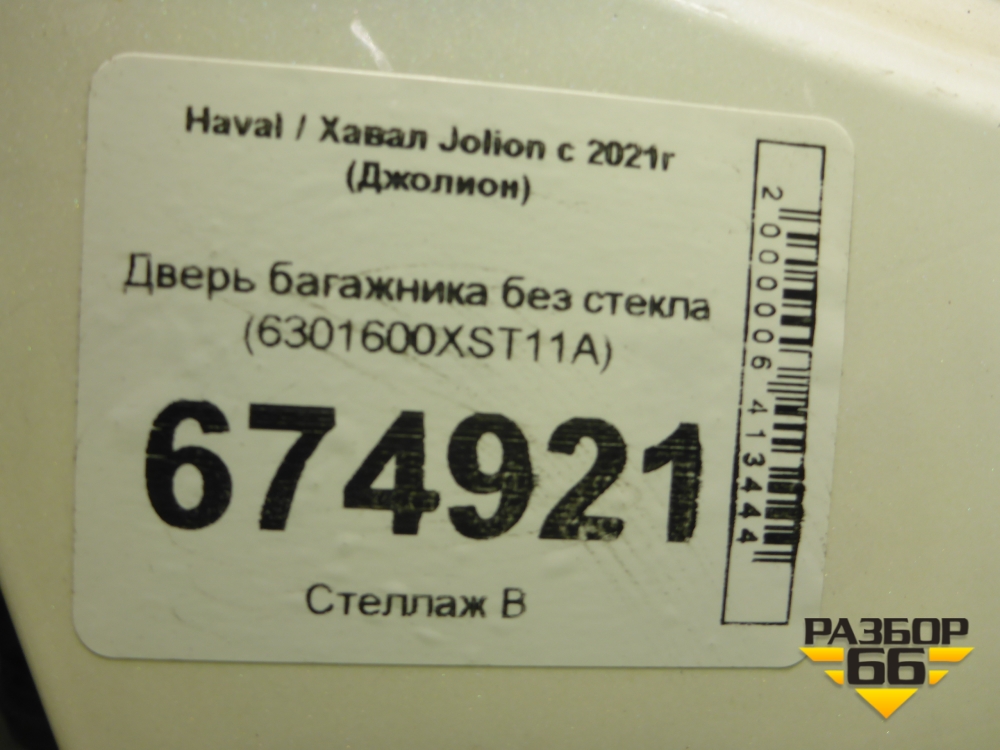 Haval / Хавал Jolion с 2021г
(Джолион)
Дверь багажника без стекла
(6301600XST11A)
674921
Стеллаж В
2000006413444
РАЗБОР
66